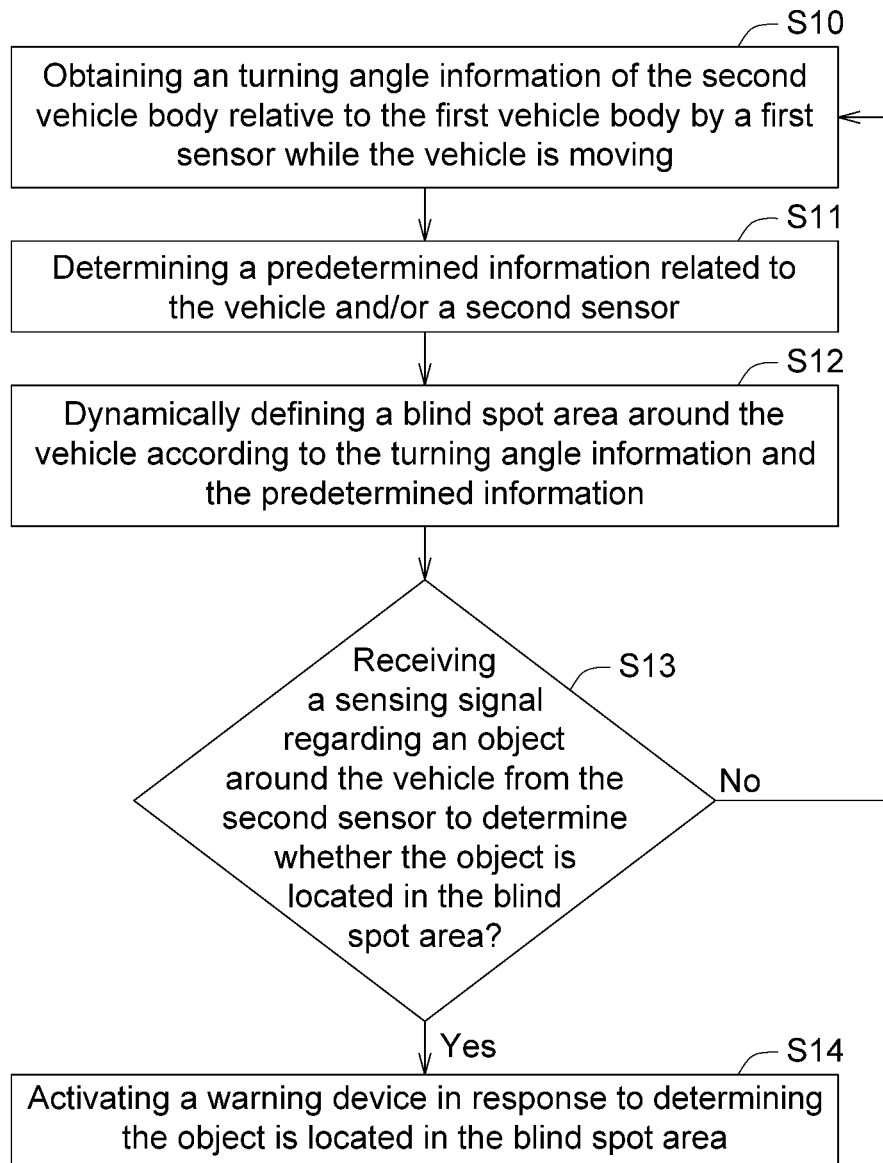 S10
Obtaining an turning angle information of the second
vehicle body relative to the first vehicle body by a first
sensor while the vehicle is moving
S11
Determining a predetermined information related to
the vehicle and/or a second sensor
S12
Dynamically defining a blind spot area around the
vehicle according to the turning angle information and
the predetermined information
Receiving
a sensing signal
regarding an object
around the vehicle from the
second sensor to determine
whether the object is
located in the blind
spot area?
S13
No
Yes
S14
Activating a warning device in response to determining
the object is located in the blind spot area